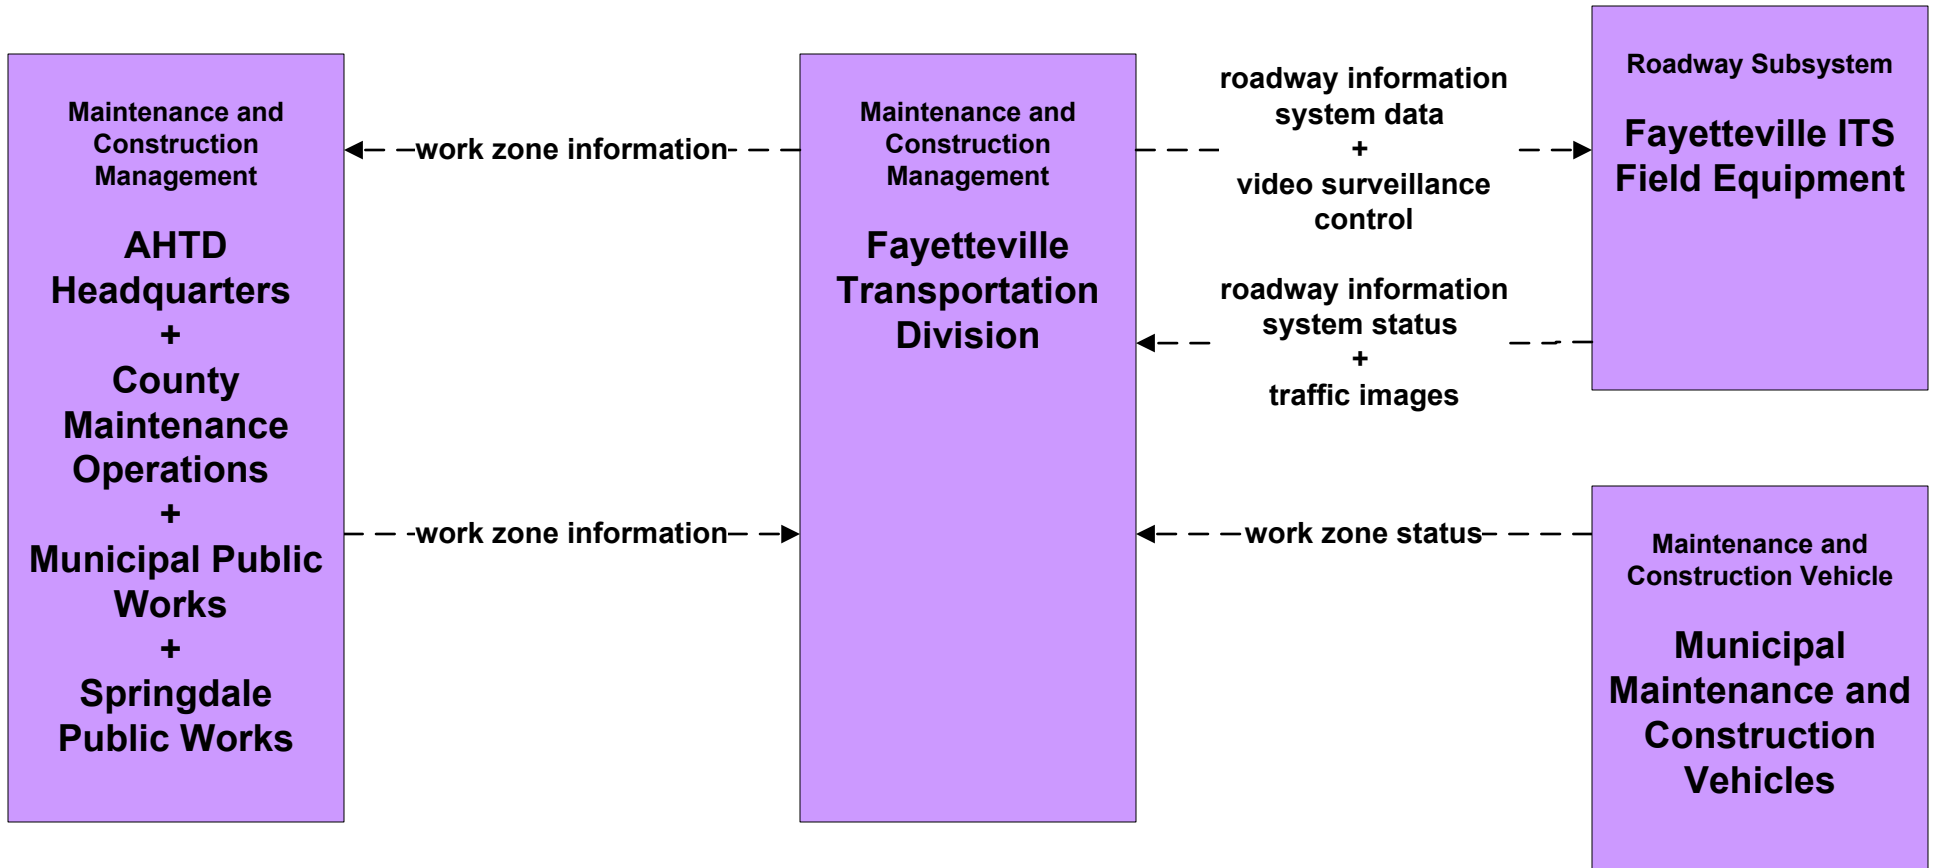 Maintenance and
Construction
Management
AHTD
Headquarters
+
County
Maintenance
Operations
+
Municipal Public
Works
+
Springdale
Public Works
work zone information
work zone information
Maintenance and
Construction
Management
Fayetteville
Transportation
Division
roadway information
system data
+
video surveillance
control
roadway information
system status
+
traffic images
work zone status
Roadway Subsystem
Fayetteville ITS
Field Equipment
Maintenance and
Construction Vehicle
Municipal
Maintenance and
Construction
Vehicles